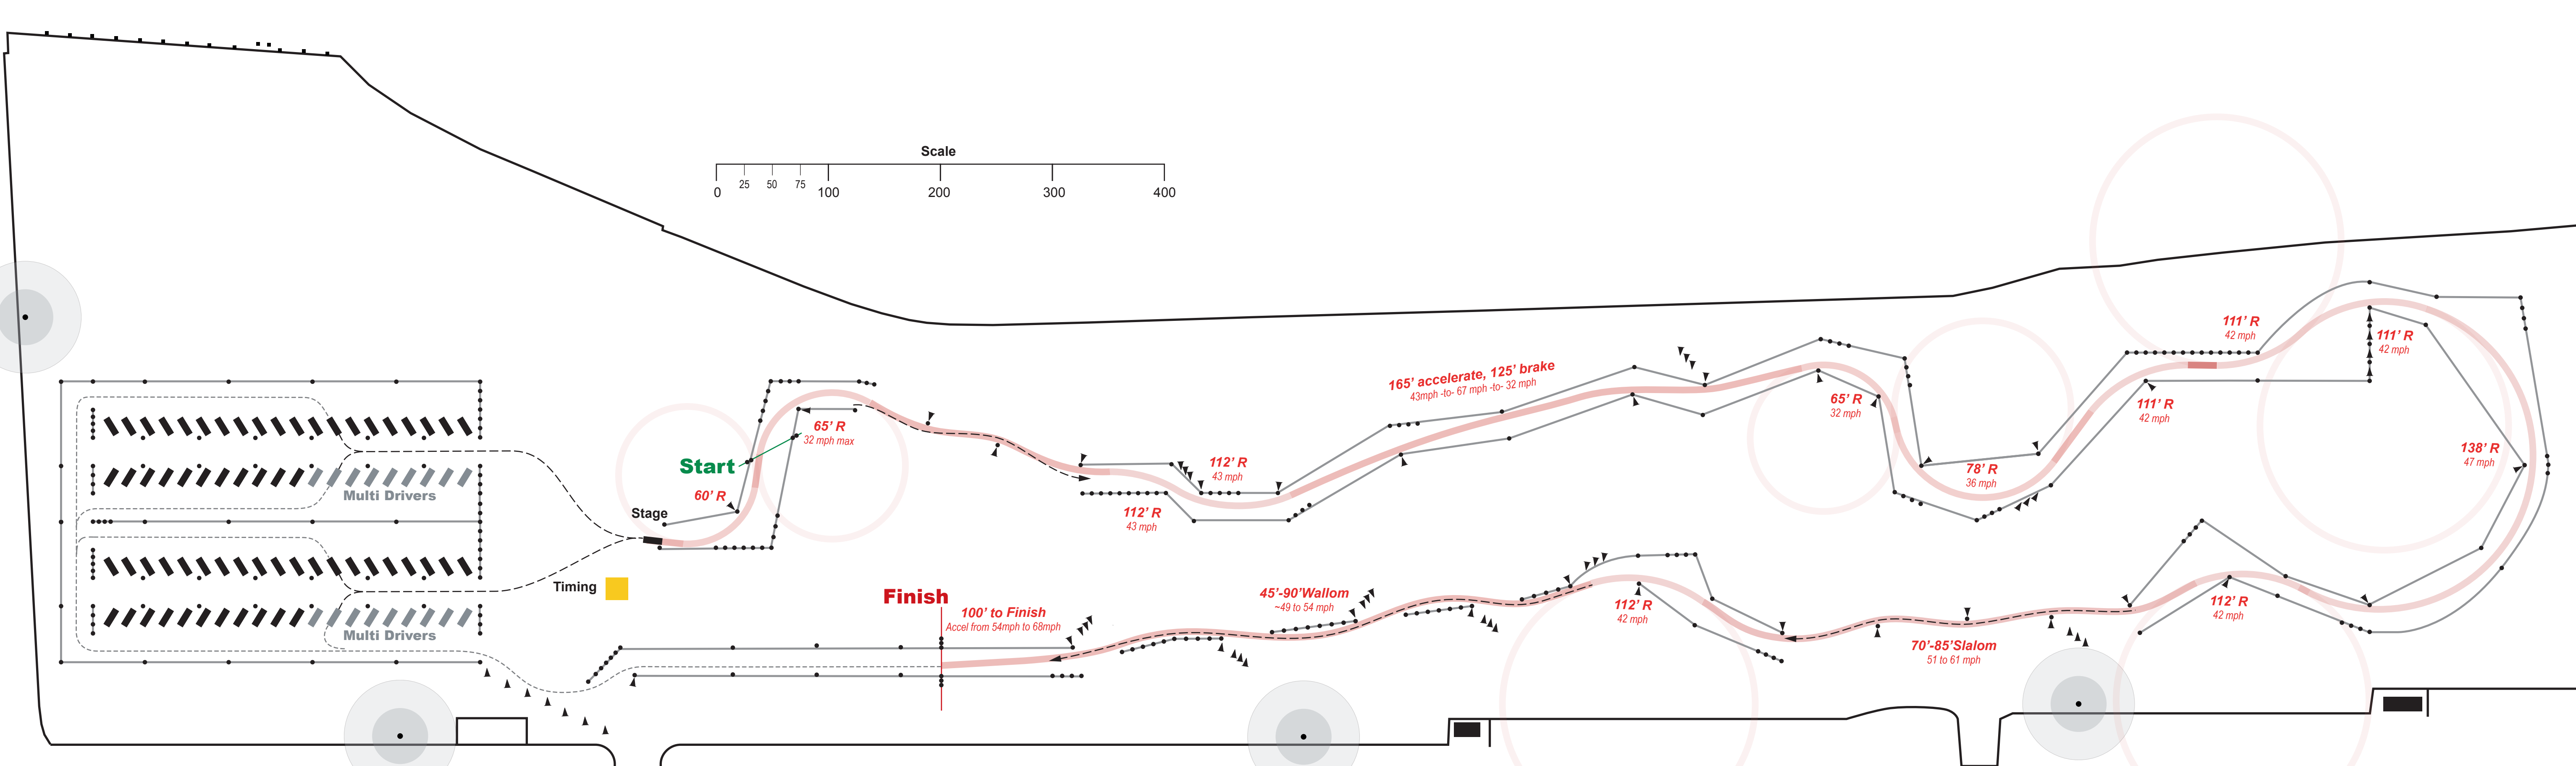 Scale
0
25
50
75
100
200
300
400
165’ accelerate, 125’ brake
43mph -to- 67 mph -to- 32 mph
111’ R
42 mph
111’ R
42 mph
111’ R
42 mph
65’ R
32 mph
138’ R
47 mph
78’ R
36 mph
65’ R
32 mph max
Start
60’ R
Stage
112’ R
43 mph
112’ R
43 mph
Multi Drivers
Timing
Finish
100’ to Finish
Accel from 54mph to 68mph
45’-90’Wallom
~49 to 54 mph
112’ R
42 mph
70’-85’Slalom
51 to 61 mph
112’ R
42 mph
Multi Drivers